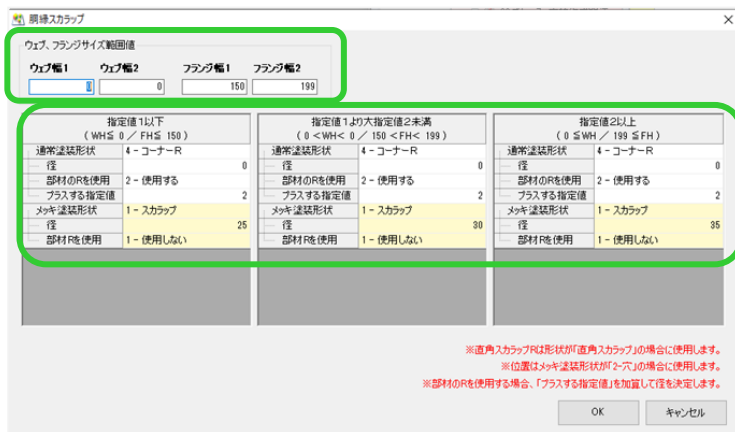 胴縁スカラップ
ウェブ、フランジサイズ範囲値
ウェブ幅1 ウェブ幅2 フランジ幅1 フランジ幅2
0 0 150 199
指定値1以下 指定値1より大指定値2未満 指定値2以上
( WH≦ 0 / FH≦ 150 ) ( 0 <WH< 0 / 150 <FH< 199 ) ( 0 ≦WH / 199 ≦FH )
通常塗装形状 4 - コーナーR 通常塗装形状 4 - コーナーR 通常塗装形状 4 - コーナーR
径 0 径 0 径 0
部材のRを使用 2 - 使用する 部材のRを使用 2 - 使用する 部材のRを使用 2 - 使用する
プラスする指定値 2 プラスする指定値 2 プラスする指定値 2
メッキ塗装形状 1 - スカラップ メッキ塗装形状 1 - スカラップ メッキ塗装形状 1 - スカラップ
径 25 径 30 径 35
部材Rを使用 1 - 使用しない 部材Rを使用 1 - 使用しない 部材Rを使用 1 - 使用しない
※直角スカラップRは形状が「直角スカラップ」の場合に使用します。
※位置はメッキ塗装形状が「2-穴」の場合に使用します。
※部材のRを使用する場合、「プラスする指定値」を加算して径を決定します。
OK キャンセル